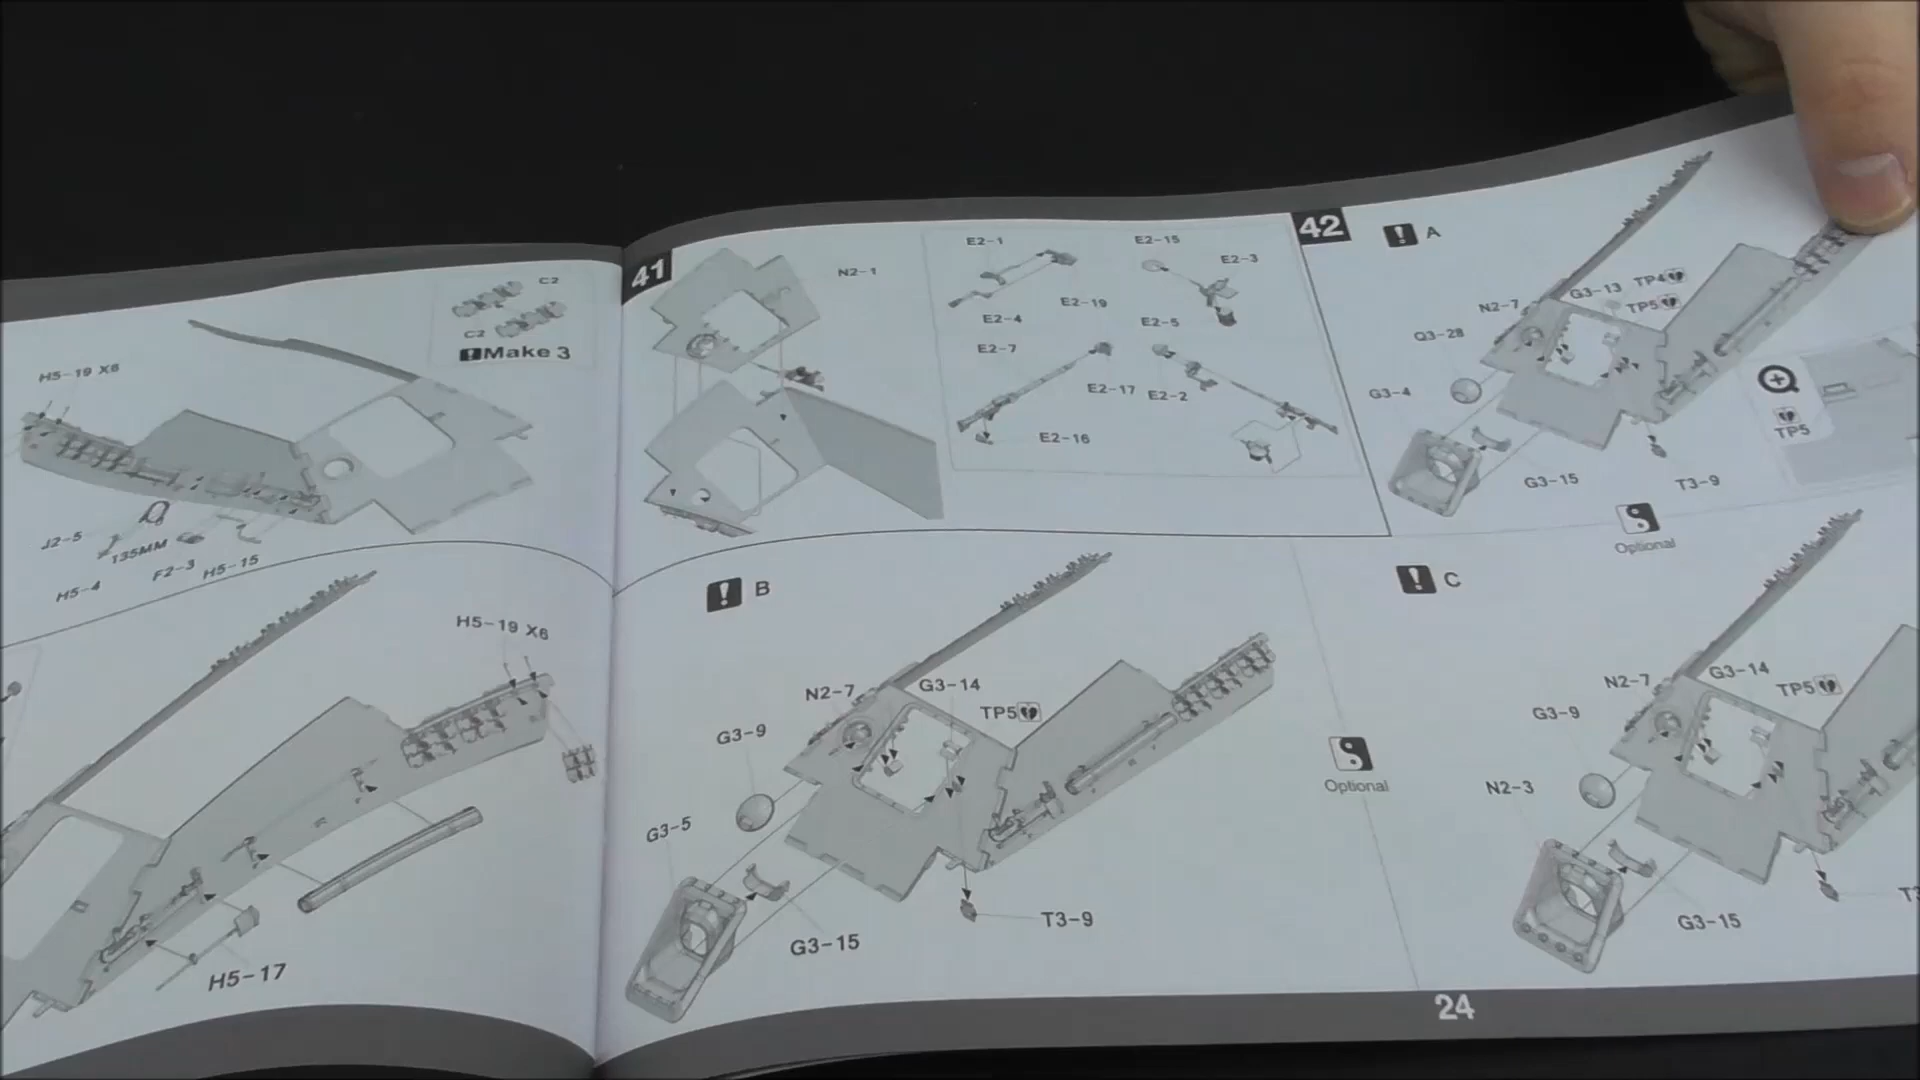 C2
C2
Make 3
H5-19 X6
J2-5
135MM
H5-4
F2-3
H5-15
H5-19 X6
H5-17
41
N2-1
E2-1
E2-19
E2-4
E2-15
E2-3
E2-5
E2-7
E2-17
E2-2
E2-16
42
! A
G3-13
TP4
TP5
N2-7
Q3-28
G3-4
G3-15
T3-9
TP5
Optional
! B
N2-7
G3-14
TP5
G3-9
G3-5
G3-15
T3-9
Optional
! C
N2-7
G3-14
TP5
G3-9
N2-3
G3-15
24